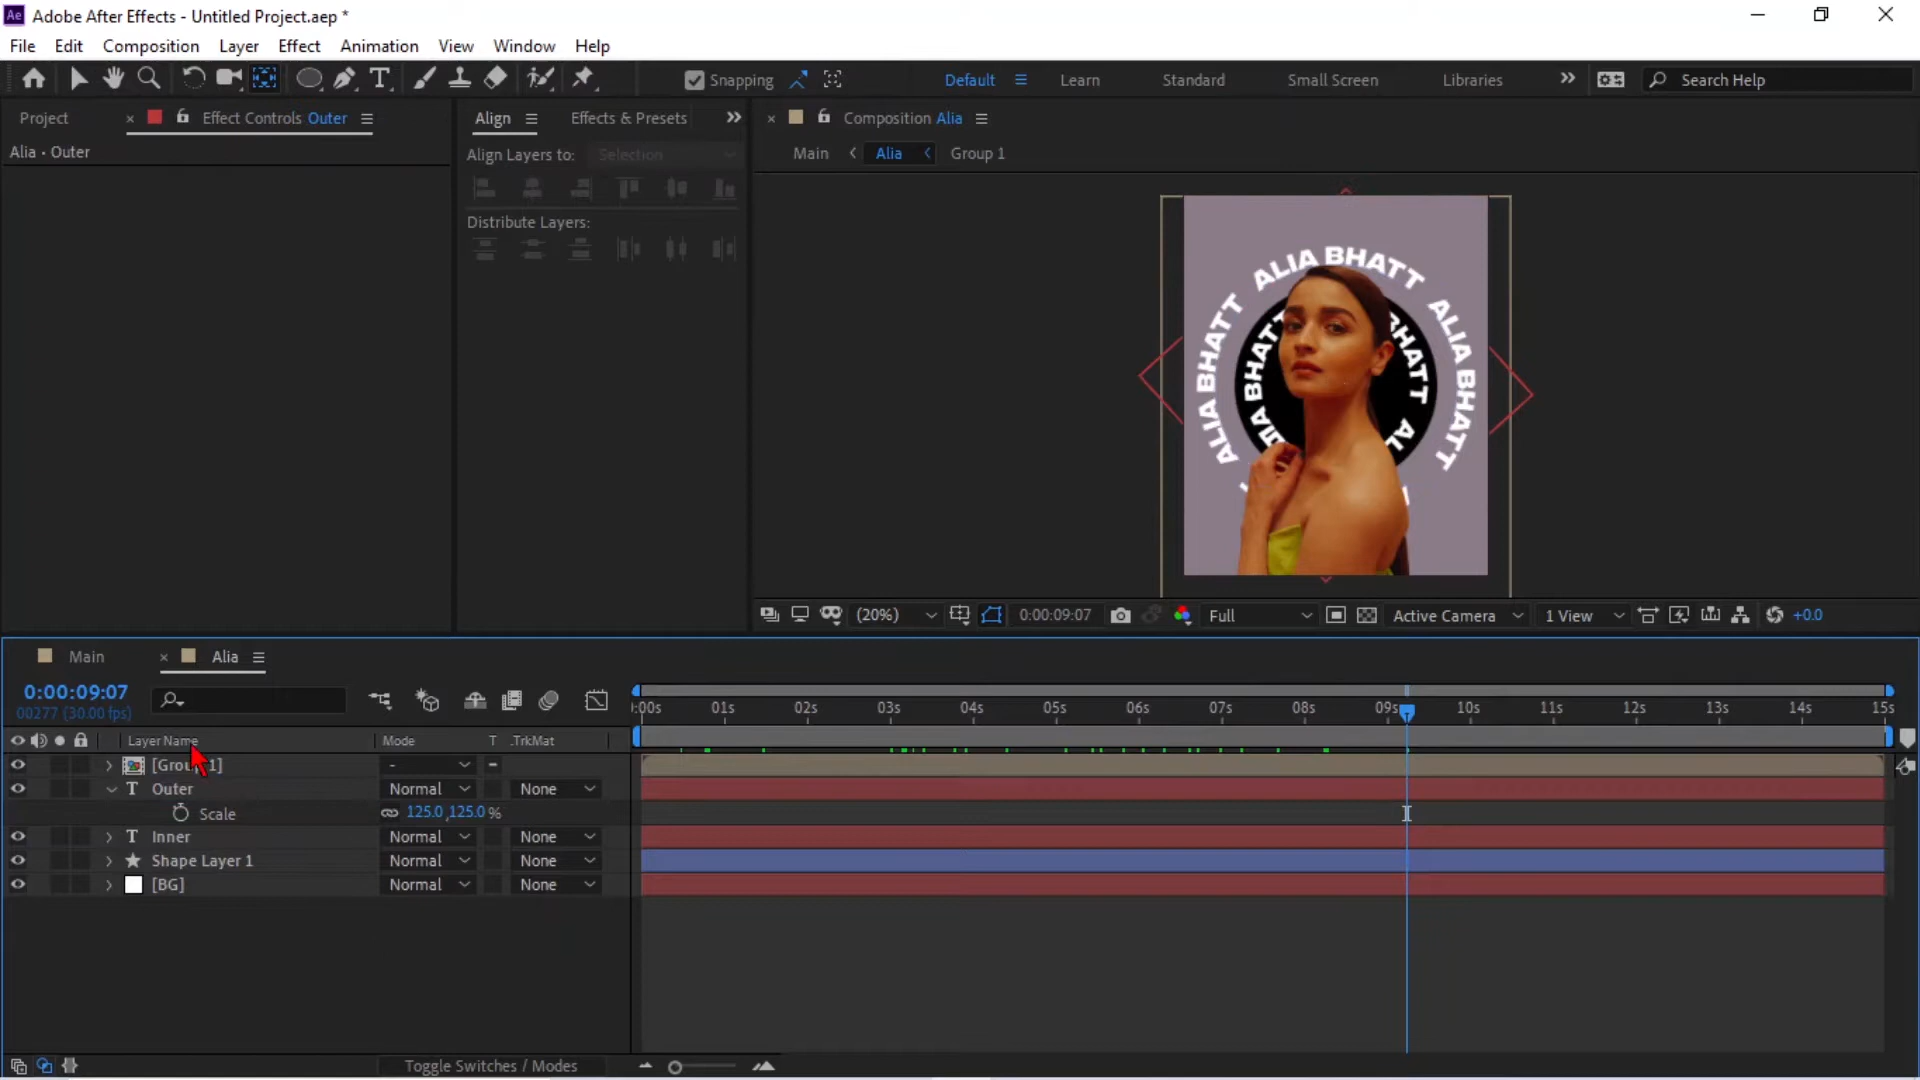 Ae Adobe After Effects - Untitled Project.aep *
File Edit Composition Layer Effect Animation View Window Help
Snapping Default Learn Standard Small Screen Libraries Search Help
Project Effect Controls Outer Align Effects & Presets Composition Alia
Alia • Outer
Align Layers to: Selection
Main Alia Group 1
Distribute Layers:
ALIA BHATT ALIA BHATT ALIA BHATT
BHATT BHATT
(20%) 0:00:09:07 Full Active Camera 1 View +0.0
Main Alia
0:00:09:07
00277 (30.00 fps)
:00s 01s 02s 03s 04s 05s 06s 07s 08s 09s 10s 11s 12s 13s 14s 15s
Layer Name Mode T .TrkMat
-
Outer Normal None
Scale 125.0,125.0 %
Inner Normal None
Shape Layer 1 Normal None
[BG] Normal None
Toggle Switches / Modes